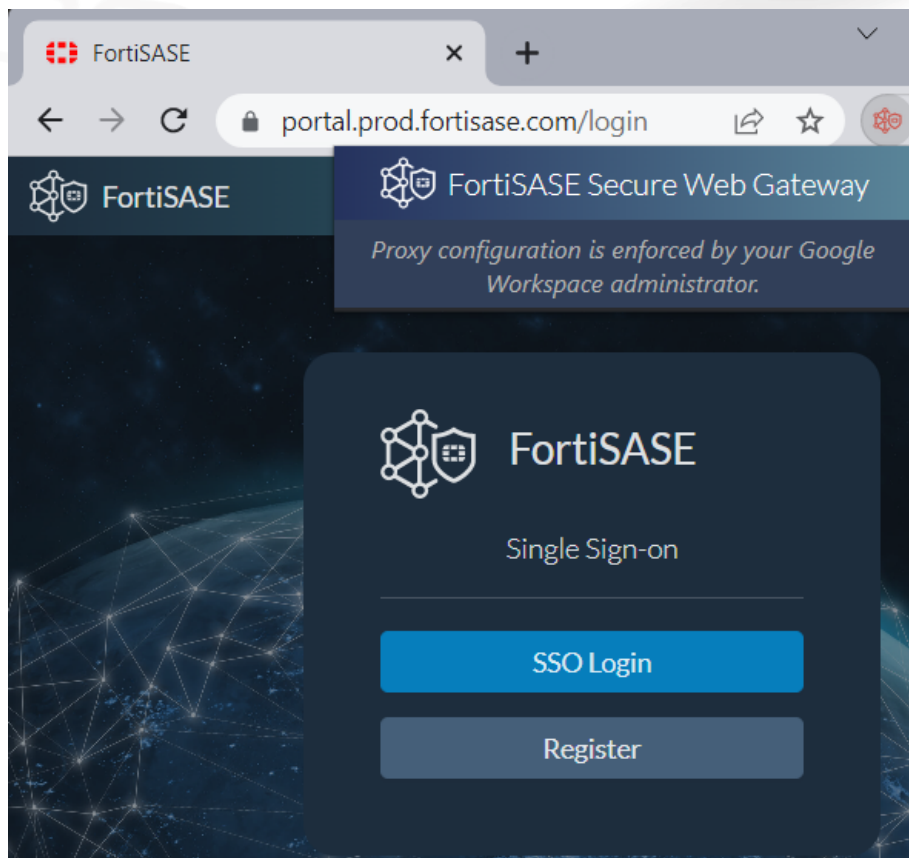 FortiSASE
portal.prod.fortisase.com/login
FortiSASE
FortiSASE Secure Web Gateway
Proxy configuration is enforced by your Google
Workspace administrator.
FortiSASE
Single Sign-on
SSO Login
Register